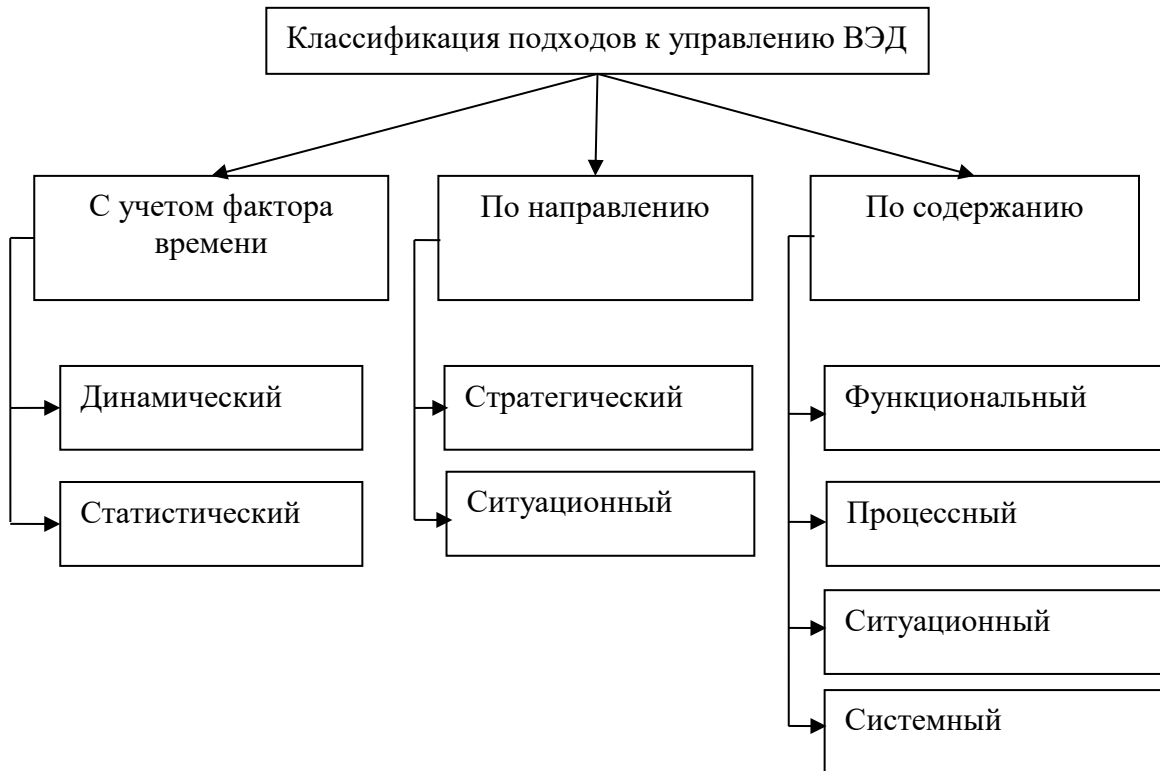 Классификация подходов к управлению ВЭД
С учетом фактора
времени
По направлению
По содержанию
Динамический
Статистический
Стратегический
Ситуационный
Функциональный
Процессный
Ситуационный
Системный